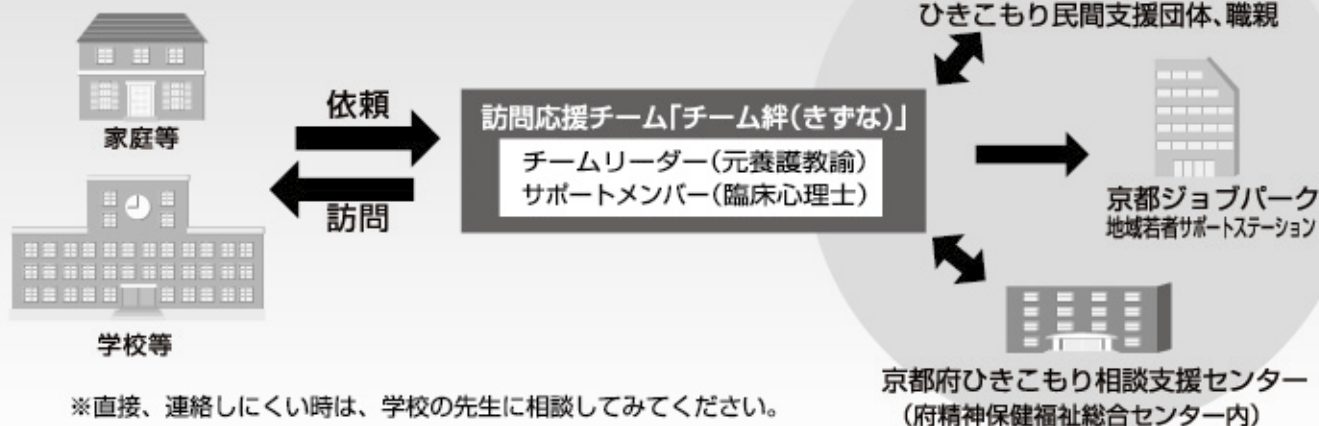 ひきこもり民間支援団体、職親
家庭等
依頼
訪問
訪問応援チーム「チーム絆(きずな)」
チームリーダー(元養護教諭)
サポートメンバー(臨床心理士)
京都ジョブパーク
地域若者サポートステーション
学校等
京都府ひきこもり相談支援センター
(府精神保健福祉総合センター内)
※直接、連絡しにくい時は、学校の先生に相談してみてください。